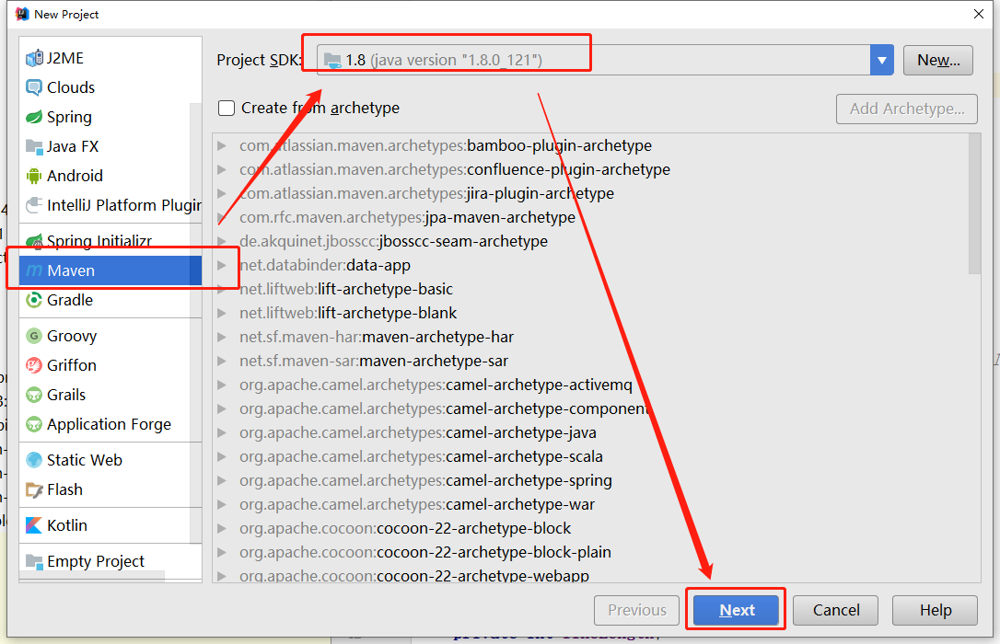 New Project
J2ME
Clouds
Spring
Java FX
Android
IntelliJ Platform Plugin
Spring Initializr
Maven
Gradle
Groovy
Griffon
Grails
Application Forge
Static Web
Flash
Kotlin
Empty Project
Project SDK: 1.8 (java version "1.8.0_121") New...
Create from archetype Add Archetype...
com.atlassian.maven.archetypes:bamboo-plugin-archetype
com.atlassian.maven.archetypes:confluence-plugin-archetype
com.atlassian.maven.archetypes:jira-plugin-archetype
com.rfc.maven.archetypes:jpa-maven-archetype
de.akquinet.jbosscc:jbosscc-seam-archetype
net.databinder:data-app
net.liftweb:lift-archetype-basic
net.liftweb:lift-archetype-blank
net.sf.maven-har:maven-archetype-har
net.sf.maven-sar:maven-archetype-sar
org.apache.camel.archetypes:camel-archetype-activemq
org.apache.camel.archetypes:camel-archetype-component
org.apache.camel.archetypes:camel-archetype-java
org.apache.camel.archetypes:camel-archetype-scala
org.apache.camel.archetypes:camel-archetype-spring
org.apache.camel.archetypes:camel-archetype-war
org.apache.cocoon:cocoon-22-archetype-block
org.apache.cocoon:cocoon-22-archetype-block-plain
org.apache.cocoon:cocoon-22-archetype-webapp
Previous Next Cancel Help